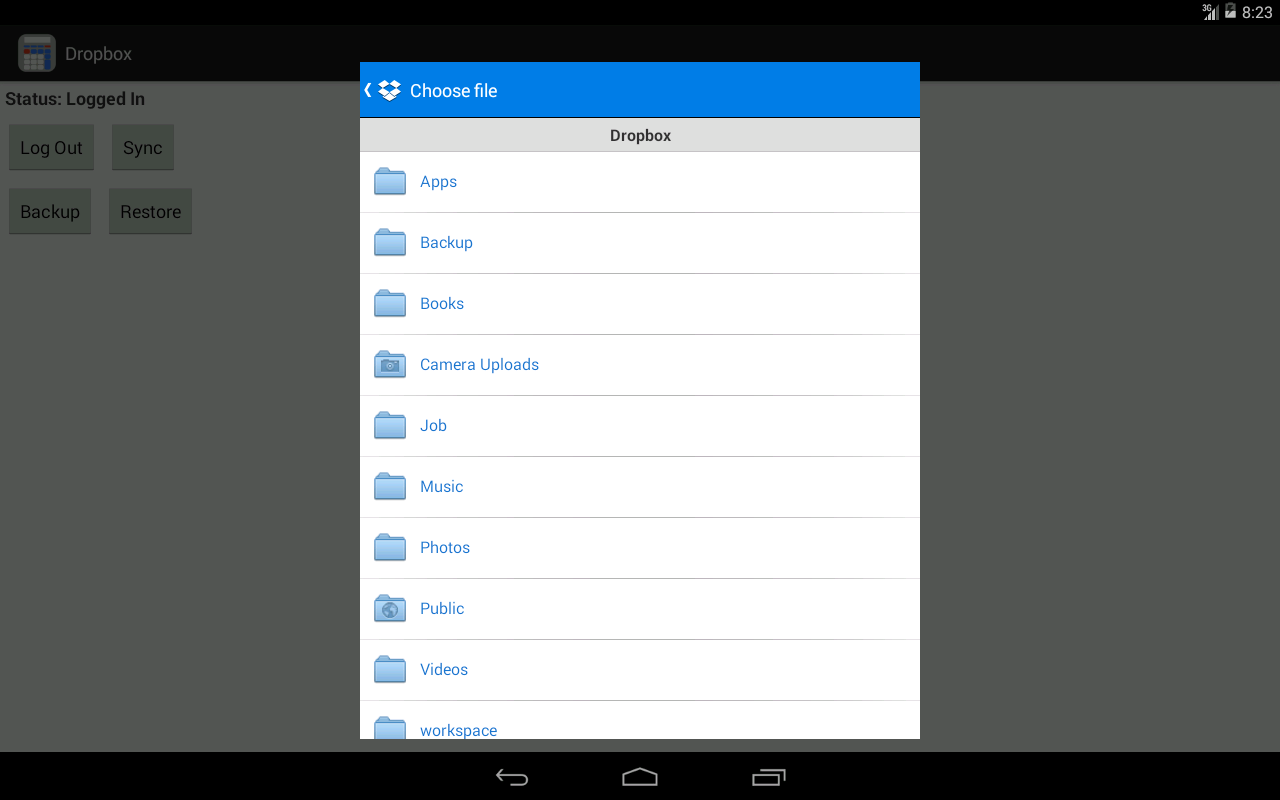 3G 8:23
Dropbox
Status: Logged In
Log Out Sync
Backup Restore
Choose file
Dropbox
Apps
Backup
Books
Camera Uploads
Job
Music
Photos
Public
Videos
workspace